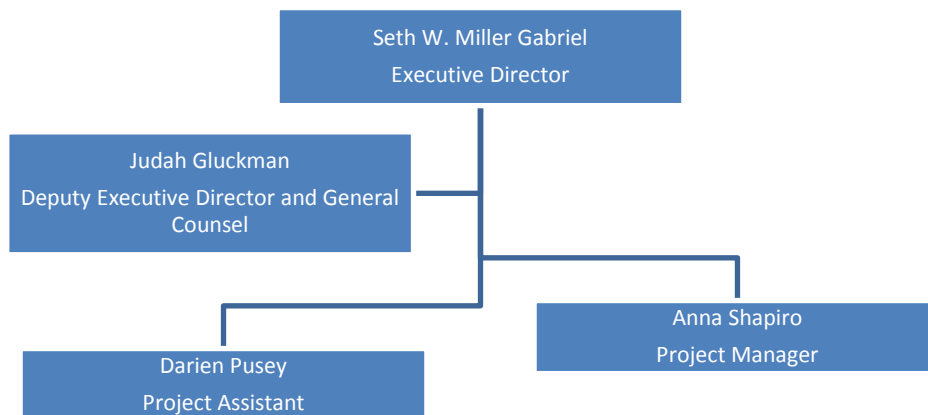 Seth W. Miller Gabriel
Executive Director
Judah Gluckman
Deputy Executive Director and General
Counsel
Anna Shapiro
Project Manager
Darien Pusey
Project Assistant